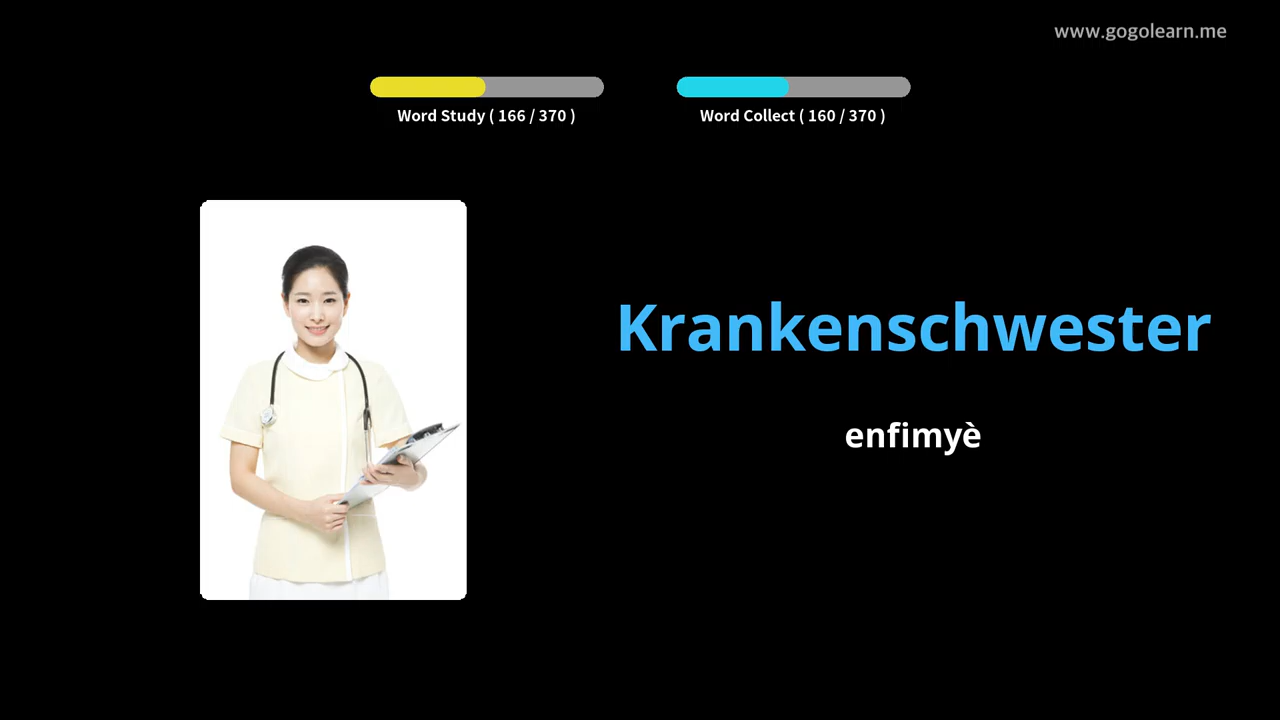 www.gogolearn.me
Word Study ( 166 / 370 )
Word Collect ( 160 / 370 )
Krankenschwester
enfimyè